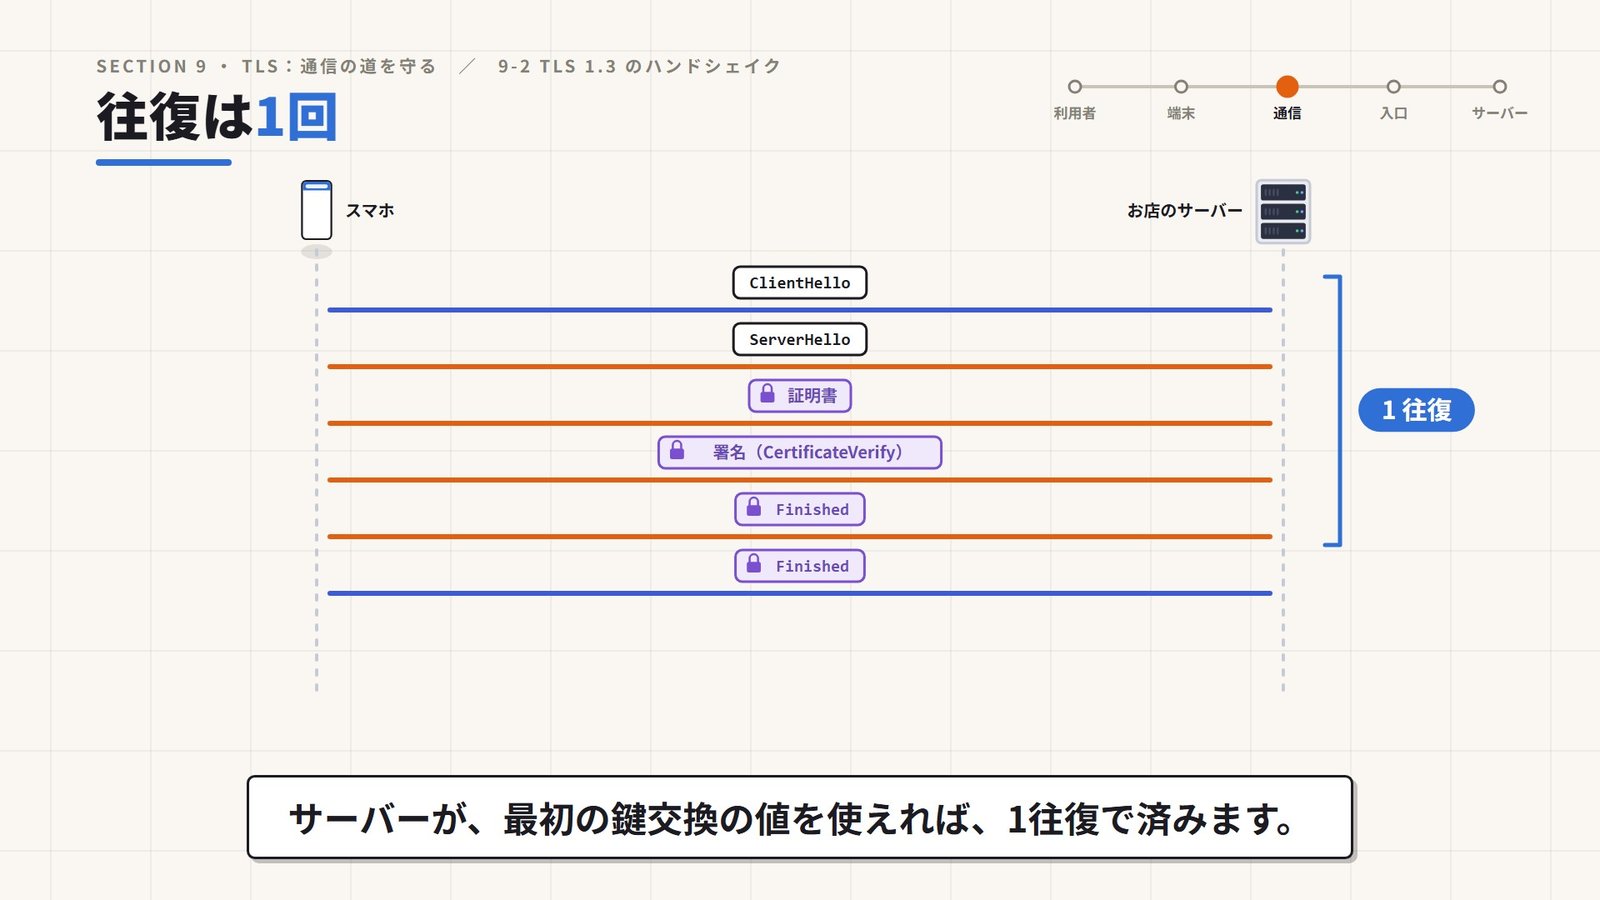 SECTION 9 ・ TLS：通信の道を守る ／ 9-2 TLS 1.3 のハンドシェイク
往復は1回
利用者
端末
通信
入口
サーバー
スマホ
お店のサーバー
ClientHello
ServerHello
証明書
署名（CertificateVerify）
Finished
Finished
1 往復
サーバーが、最初の鍵交換の値を使えれば、1往復で済みます。